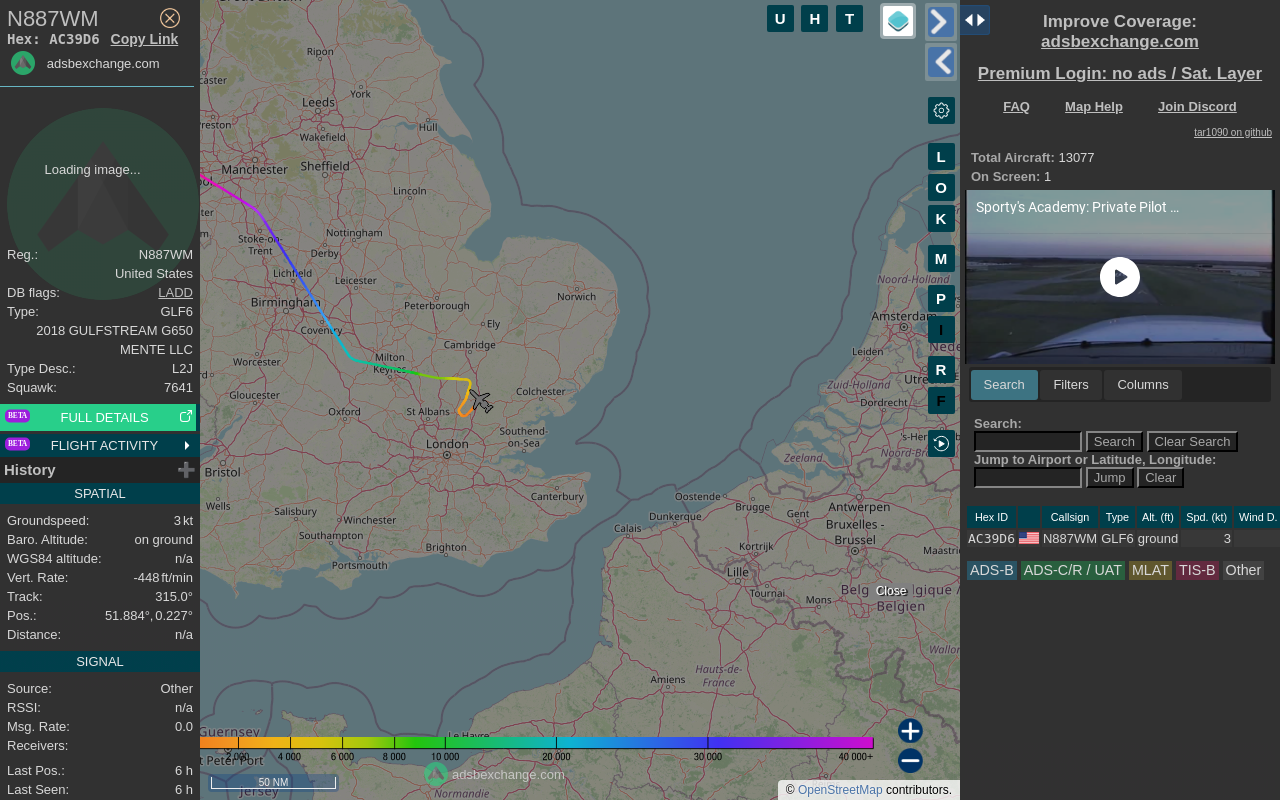 N887WM
Hex: AC39D6 Copy Link
adsbexchange.com
Loading image...
Reg.: N887WM
United States
DB flags: LADD
Type: GLF6
2018 GULFSTREAM G650
MENTE LLC
Type Desc.: L2J
Squawk: 7641
BETA FULL DETAILS
BETA FLIGHT ACTIVITY
History
SPATIAL
Groundspeed: 3 kt
Baro. Altitude: on ground
WGS84 altitude: n/a
Vert. Rate: -448 ft/min
Track: 315.0°
Pos.: 51.884°, 0.227°
Distance: n/a
SIGNAL
Source: Other
RSSI: n/a
Msg. Rate: 0.0
Receivers:
Last Pos.: 6 h
Last Seen: 6 h
U H T
L
O
K
M
P
I
R
F
Ripon
York
Leeds
Preston
Hull
Wakefield
Manchester
Sheffield
Lincoln
Stoke-on-
Trent
Nottingham
Derby
Lichfield
Leicester
Norwich
Birmingham
Peterborough
Coventry
Ely
Cambridge
Worcester
Milton
Keynes
Gloucester
Oxford
St Albans
Colchester
London
Southend-
on-Sea
Bristol
Wells
Salisbury
Winchester
Canterbury
Southampton
Portsmouth
Brighton
Noord-Holland
Amsterdam
Leiden
Zuid-Holland
Dordrecht
Zeeland
Oostende
Brugge
Antwerpen
Gent
Dunkerque
Calais
Bruxelles -
Brussel
Kortrijk
Lille
Tournai
Mons
Close
Belgien
Hauts-de-
France
Amiens
Guernsey
Le Havre
Jersey
Normandie
2 000 4 000 6 000 8 000 10 000 20 000 30 000 40 000+
50 NM
adsbexchange.com
© OpenStreetMap contributors.
Improve Coverage:
adsbexchange.com
Premium Login: no ads / Sat. Layer
FAQ Map Help Join Discord
tar1090 on github
Total Aircraft: 13077
On Screen: 1
Sporty's Academy: Private Pilot ...
Search Filters Columns
Search:
Search Clear Search
Jump to Airport or Latitude, Longitude:
Jump Clear
Hex ID Callsign Type Alt. (ft) Spd. (kt) Wind D.
AC39D6 N887WM GLF6 ground 3
ADS-B ADS-C/R / UAT MLAT TIS-B Other